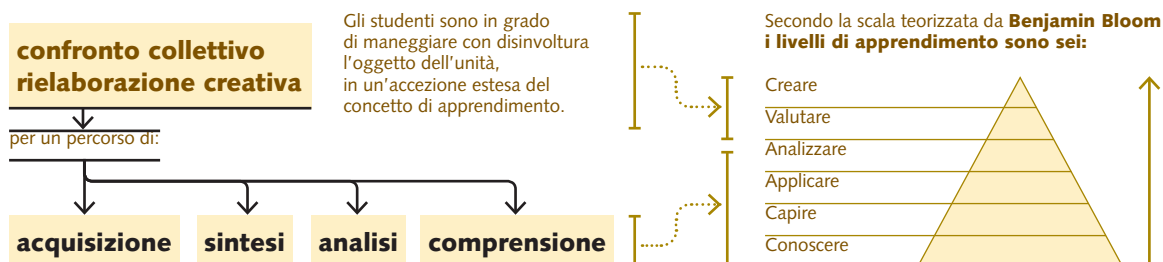 confronto collettivo
rielaborazione creativa
per un percorso di:
acquisizione
sintesi
analisi
comprensione
Gli studenti sono in grado
di maneggiare con disinvoltura
l'oggetto dell'unità,
in un'accezione estesa del
concetto di apprendimento.
Secondo la scala teorizzata da Benjamin Bloom
i livelli di apprendimento sono sei:
Creare
Valutare
Analizzare
Applicare
Capire
Conoscere